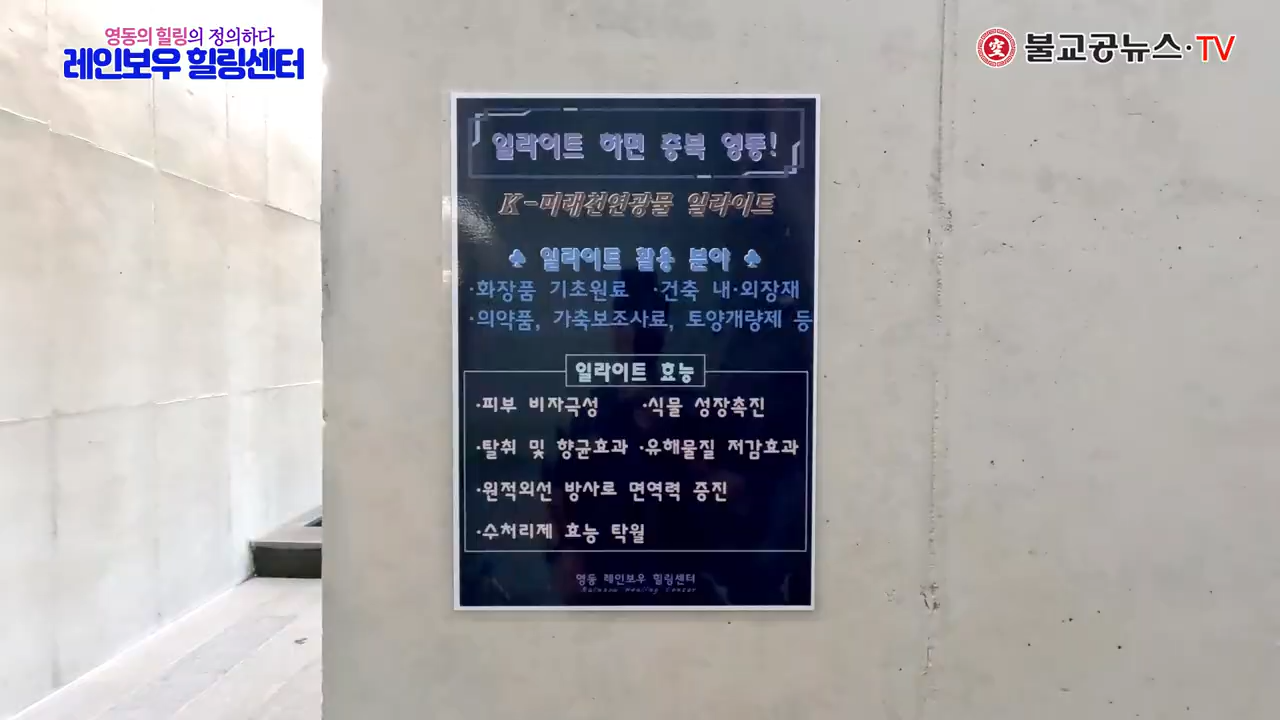 영동의 힐링의 정의하다
레인보우 힐링센터
空 불교공뉴스·TV
일라이트 하면 충북 영동!
K-미래천연광물 일라이트
♣ 일라이트 활용 분야 ♣
·화장품 기초원료 ·건축 내·외장재
·의약품, 가축보조사료, 토양개량제 등
일라이트 효능
·피부 비자극성 ·식물 성장촉진
·탈취 및 향균효과 ·유해물질 저감효과
·원적외선 방사로 면역력 증진
·수처리제 효능 탁월
영동 레인보우 힐링센터
Rainbow Healing Center